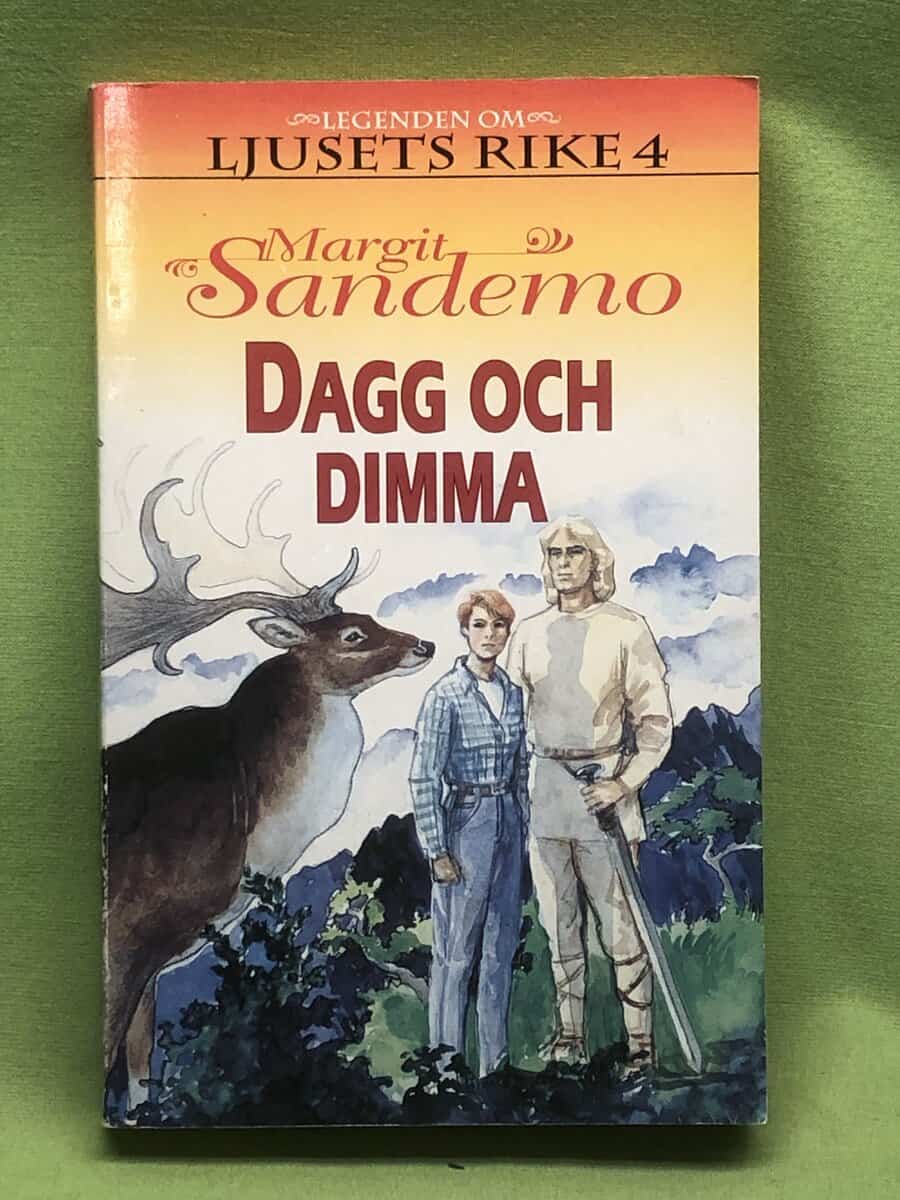 LEGENDEN OM
LJUSETS RIKE 4
Margit
Sandemo
DAGG OCH
DIMMA